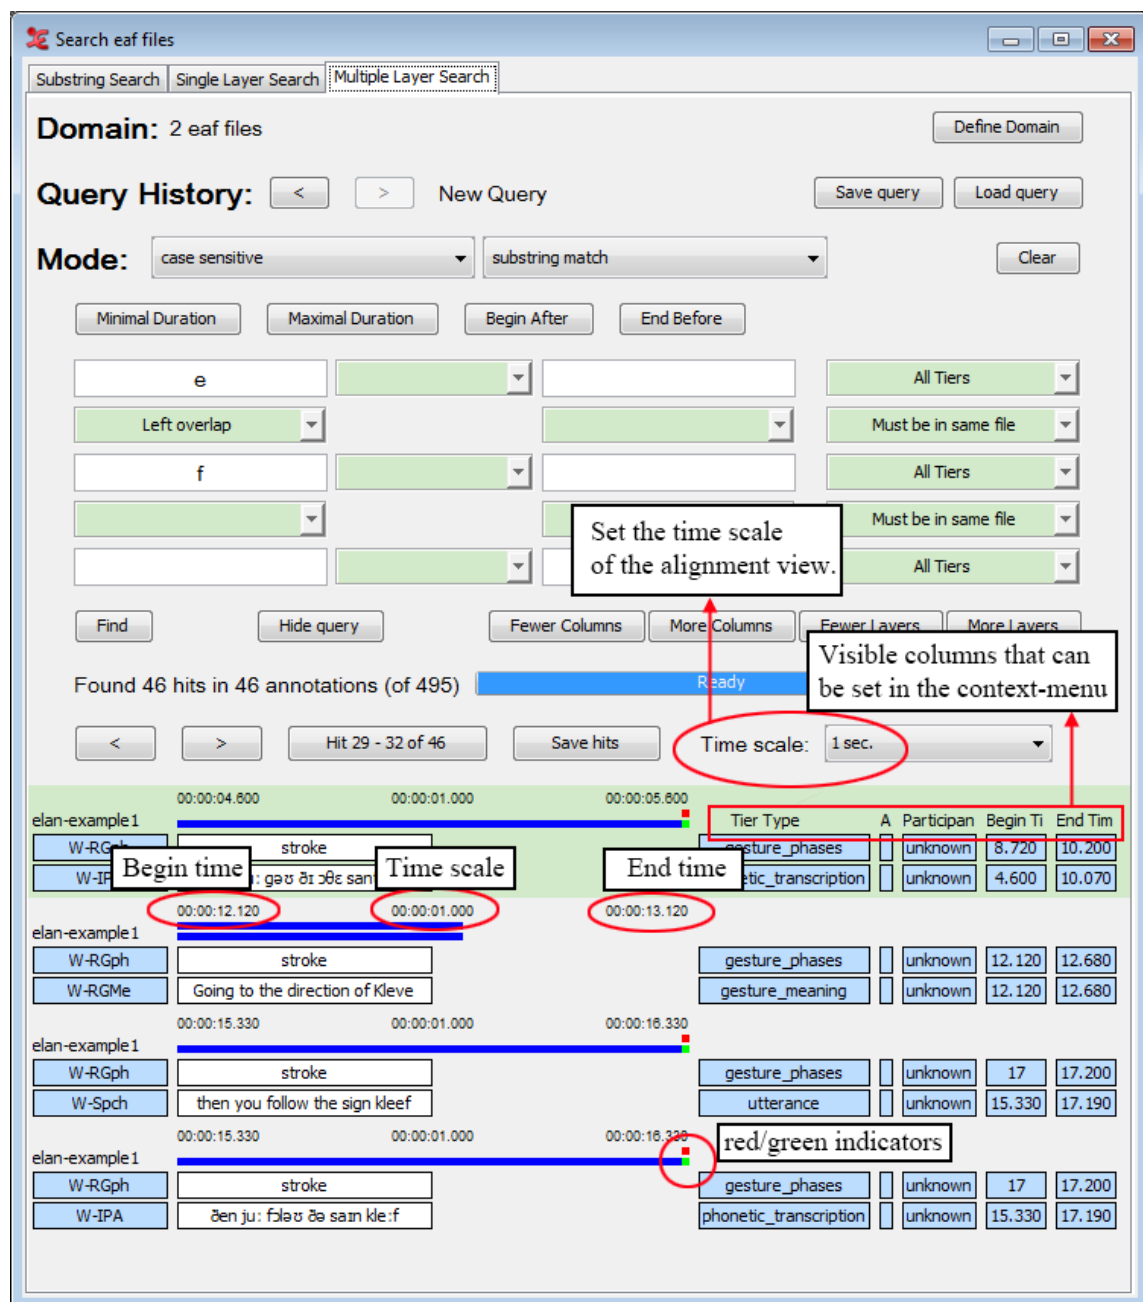 Search eaf files
Substring Search Single Layer Search Multiple Layer Search
Domain: 2 eaf files Define Domain
Query History: < > New Query Save query Load query
Mode: case sensitive substring match Clear
Minimal Duration Maximal Duration Begin After End Before
e All Tiers
Left overlap Must be in same file
f All Tiers
Must be in same file
Set the time scale
of the alignment view.
All Tiers
Find Hide query Fewer Columns More Columns Fewer Layers More Layers
Visible columns that can
be set in the context-menu
Found 46 hits in 46 annotations (of 495) Ready
< > Hit 29 - 32 of 46 Save hits Time scale: 1 sec.
00:00:04.600 00:00:01.000 00:00:05.600
elan-example1 Tier Type A Participan Begin Ti End Tim
W-RGph stroke gesture_phases unknown 8.720 10.200
Begin time Time scale End time
W-IP : gəʊ ðɪ ɔθɛ san etic_transcription unknown 4.600 10.070
00:00:12.120 00:00:01.000 00:00:13.120
elan-example1
W-RGph stroke gesture_phases unknown 12.120 12.680
W-RGMe Going to the direction of Kleve gesture_meaning unknown 12.120 12.680
00:00:15.330 00:00:01.000 00:00:16.330
elan-example1
W-RGph stroke gesture_phases unknown 17 17.200
W-Spch then you follow the sign kleef utterance unknown 15.330 17.190
00:00:15.330 00:00:01.000 00:00:16.330
red/green indicators
elan-example1
W-RGph stroke gesture_phases unknown 17 17.200
W-IPA ðen ju: fɔləʊ ðə saɪn kle:f phonetic_transcription unknown 15.330 17.190